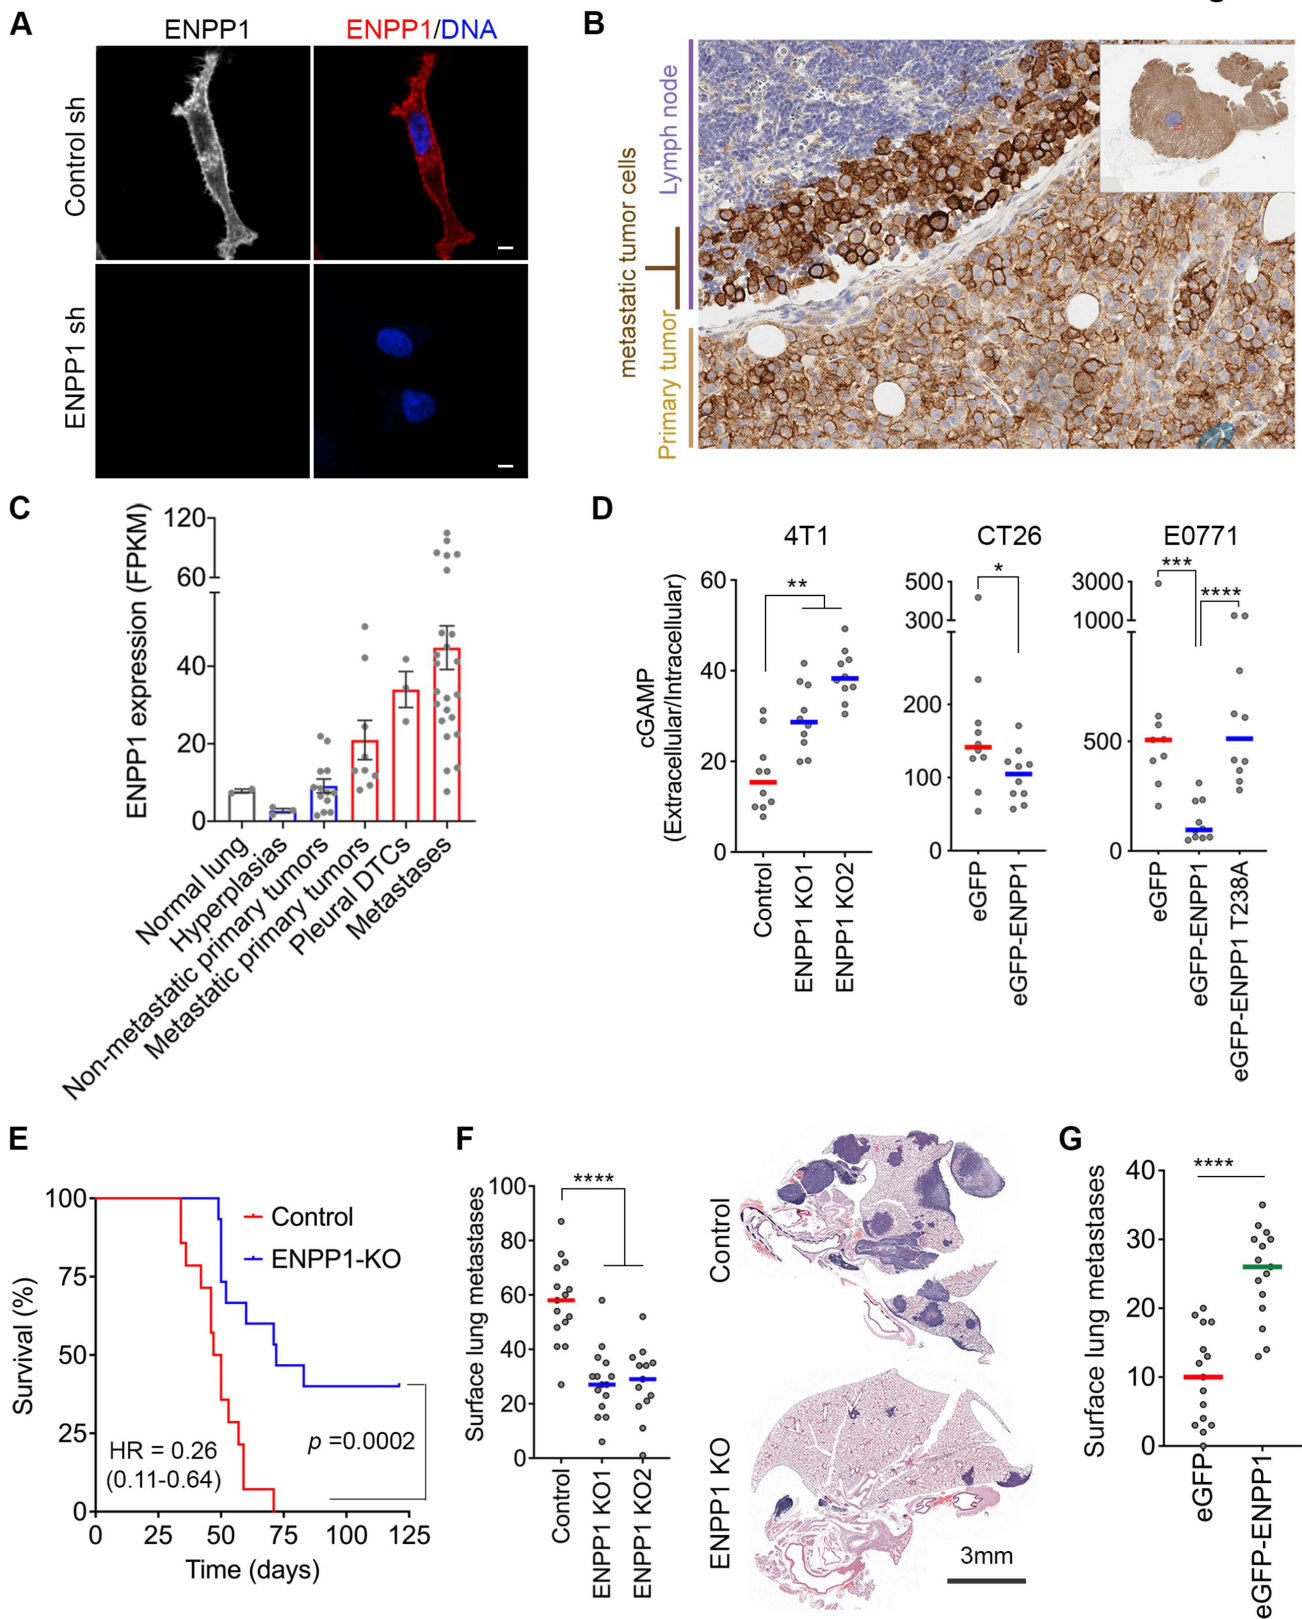 A
ENPP1
ENPP1/DNA
Control sh
ENPP1 sh
B
Lymph node
metastatic tumor cells
Primary tumor
C
ENPP1 expression (FPKM)
120
60
40
20
0
Normal lung
Hyperplasias
Non-metastatic primary tumors
Metastatic primary tumors
Pleural DTCs
Metastases
D
cGAMP
(Extracellular/Intracellular)
4T1
60
40
20
0
**
Control
ENPP1 KO1
ENPP1 KO2
CT26
500
300
200
100
0
*
eGFP
eGFP-ENPP1
E0771
3000
1000
500
0
***
****
eGFP
eGFP-ENPP1
eGFP-ENPP1 T238A
E
Survival (%)
100
75
50
25
0
Control
ENPP1-KO
p =0.0002
HR = 0.26
(0.11-0.64)
0 25 50 75 100 125
Time (days)
F
Surface lung metastases
100
80
60
40
20
0
****
Control
ENPP1 KO1
ENPP1 KO2
Control
ENPP1 KO
3mm
G
Surface lung metastases
40
30
20
10
0
****
eGFP
eGFP-ENPP1